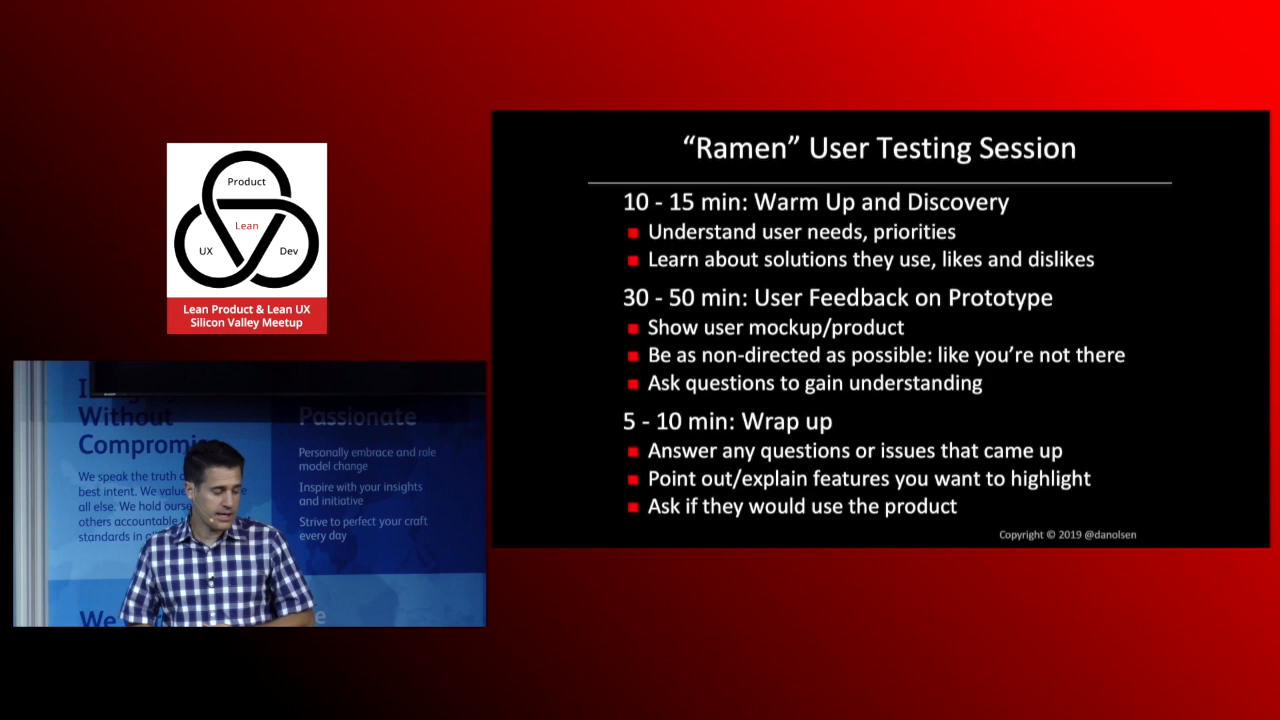 Product
Lean
UX
Dev
Lean Product & Lean UX
Silicon Valley Meetup
Without
We speak the truth
best intent. We
all else. We hold
others accountable
standards in
We
Passionate
Personally embrace and role
model change
Inspire with your insights
and initiative
Strive to perfect your craft
every day
“Ramen” User Testing Session
10 - 15 min: Warm Up and Discovery
Understand user needs, priorities
Learn about solutions they use, likes and dislikes
30 - 50 min: User Feedback on Prototype
Show user mockup/product
Be as non-directed as possible: like you’re not there
Ask questions to gain understanding
5 - 10 min: Wrap up
Answer any questions or issues that came up
Point out/explain features you want to highlight
Ask if they would use the product
Copyright © 2019 @danolsen